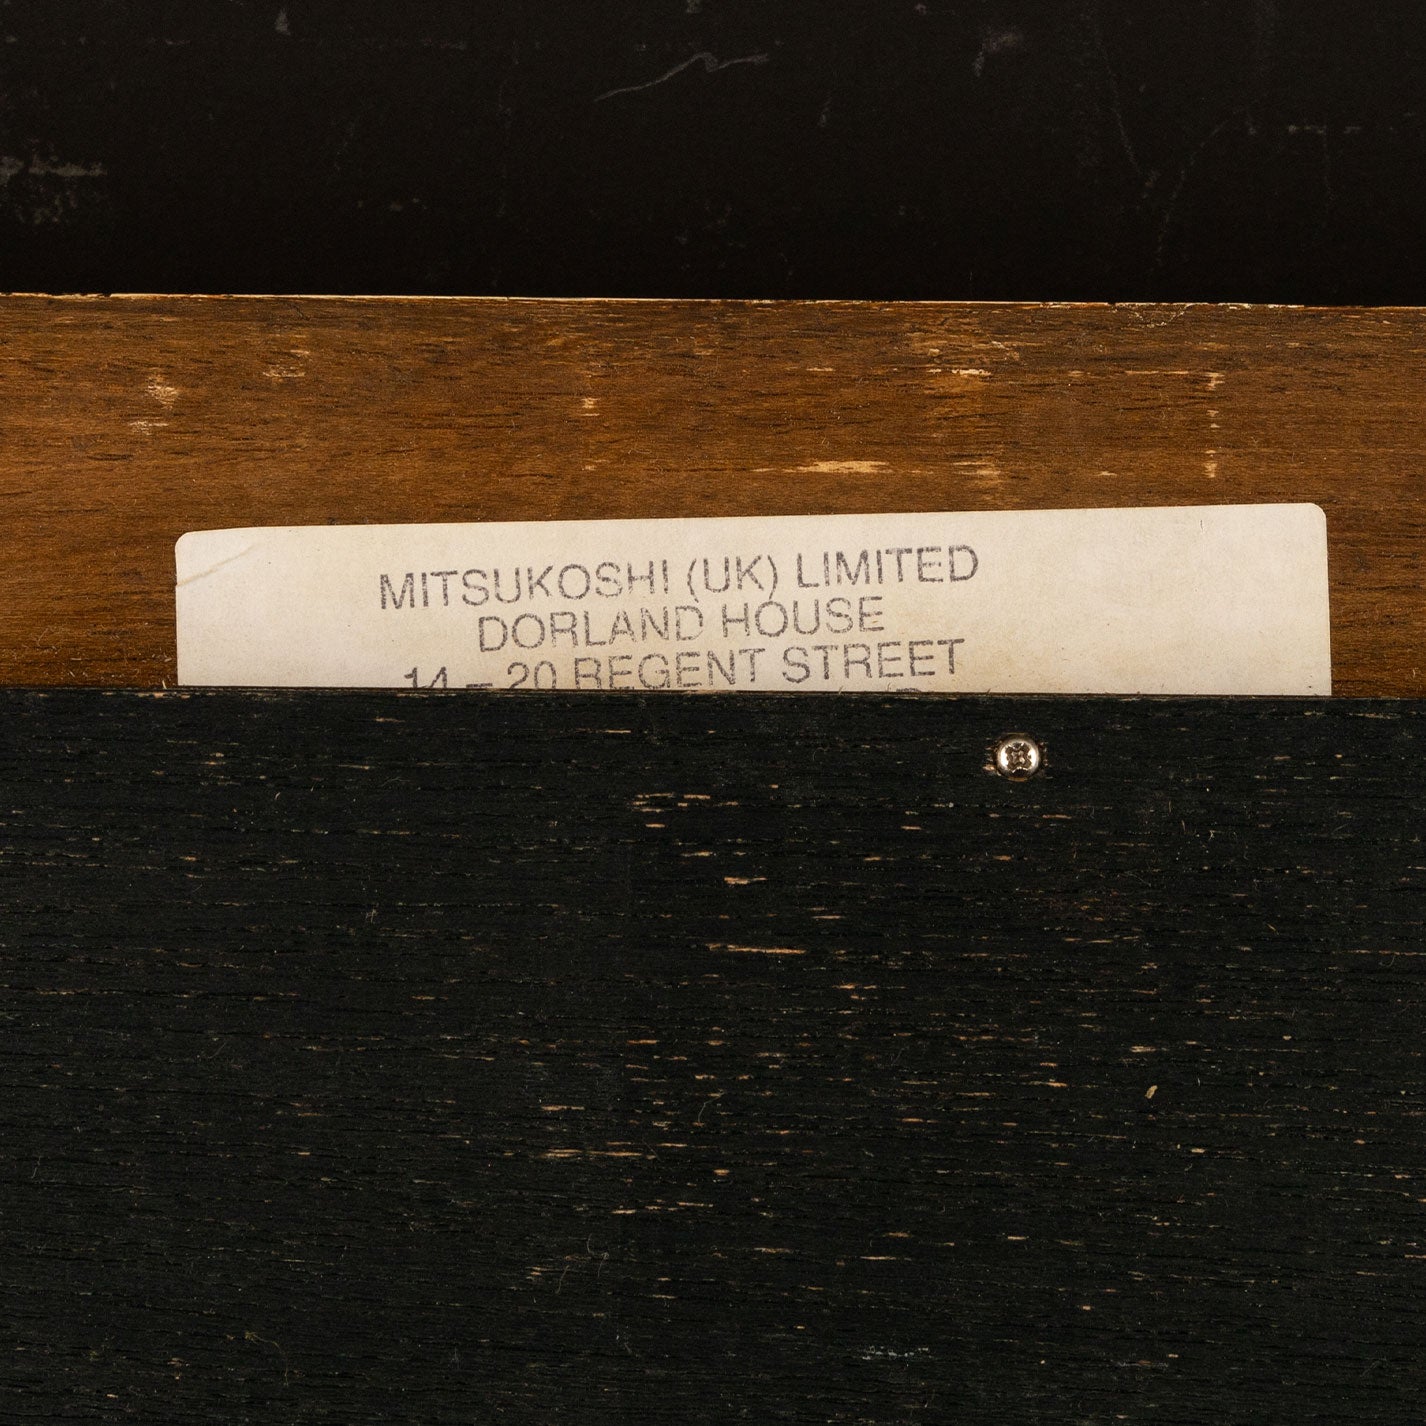 MITSUKOSHI (UK) LIMITED
DORLAND HOUSE
14 – 20 REGENT STREET